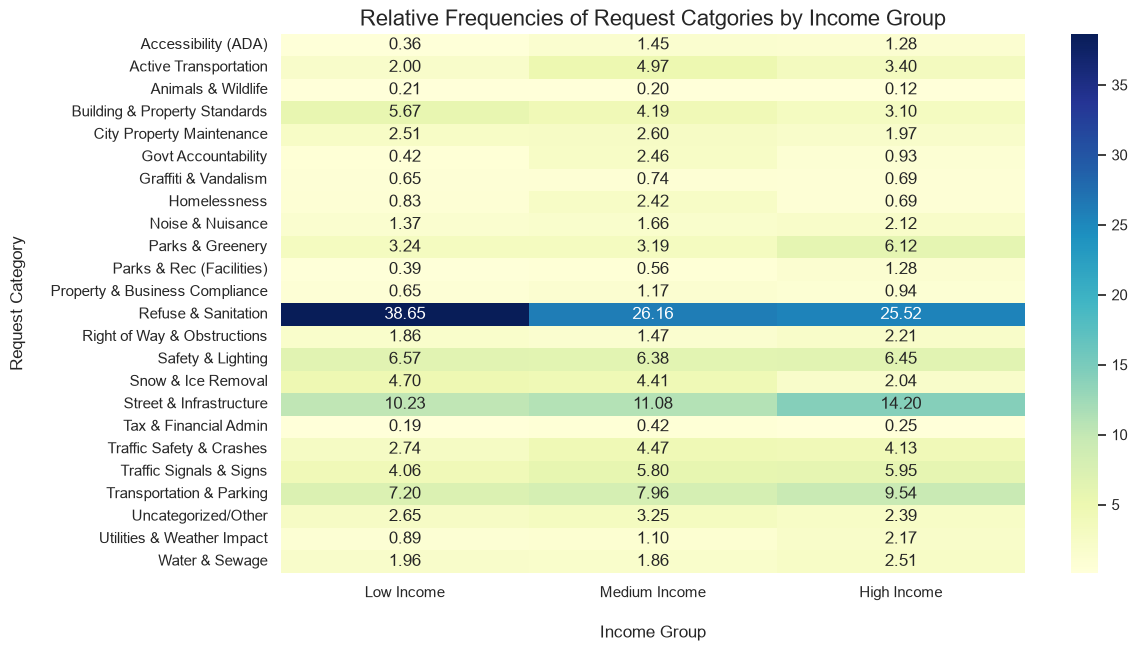 Relative Frequencies of Request Catgories by Income Group
Accessibility (ADA) 0.36 1.45 1.28
Active Transportation 2.00 4.97 3.40
Animals & Wildlife 0.21 0.20 0.12
Building & Property Standards 5.67 4.19 3.10
City Property Maintenance 2.51 2.60 1.97
Govt Accountability 0.42 2.46 0.93
Graffiti & Vandalism 0.65 0.74 0.69
Homelessness 0.83 2.42 0.69
Noise & Nuisance 1.37 1.66 2.12
Parks & Greenery 3.24 3.19 6.12
Parks & Rec (Facilities) 0.39 0.56 1.28
Property & Business Compliance 0.65 1.17 0.94
Refuse & Sanitation 38.65 26.16 25.52
Right of Way & Obstructions 1.86 1.47 2.21
Safety & Lighting 6.57 6.38 6.45
Snow & Ice Removal 4.70 4.41 2.04
Street & Infrastructure 10.23 11.08 14.20
Tax & Financial Admin 0.19 0.42 0.25
Traffic Safety & Crashes 2.74 4.47 4.13
Traffic Signals & Signs 4.06 5.80 5.95
Transportation & Parking 7.20 7.96 9.54
Uncategorized/Other 2.65 3.25 2.39
Utilities & Weather Impact 0.89 1.10 2.17
Water & Sewage 1.96 1.86 2.51
Low Income Medium Income High Income
Income Group
Request Category
35
30
25
20
15
10
5